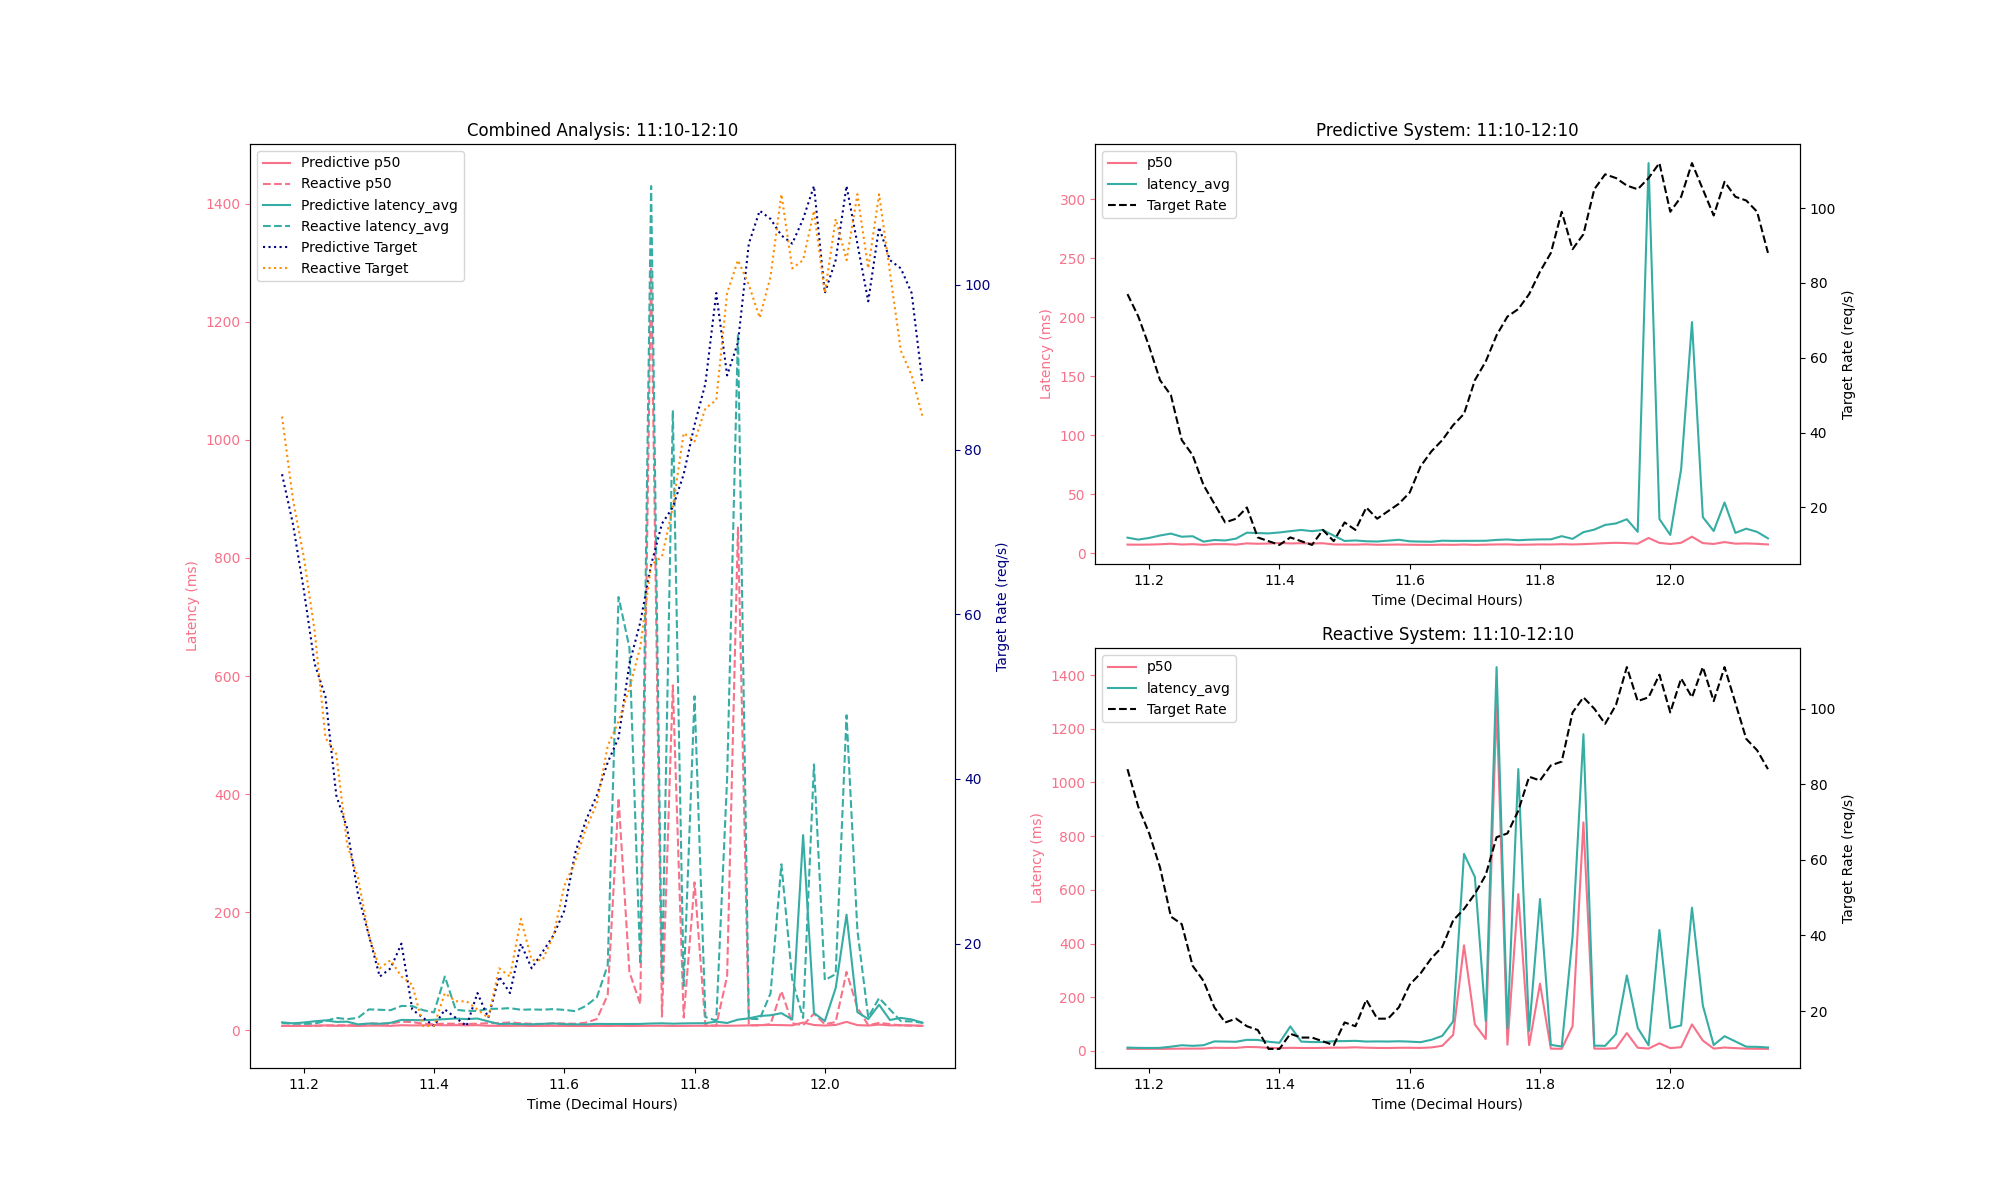 Combined Analysis: 11:10-12:10
Predictive p50
Reactive p50
Predictive latency_avg
Reactive latency_avg
Predictive Target
Reactive Target
1400
1200
1000
800
600
400
200
0
Latency (ms)
100
80
60
40
20
Target Rate (req/s)
11.2 11.4 11.6 11.8 12.0
Time (Decimal Hours)
Predictive System: 11:10-12:10
p50
latency_avg
Target Rate
300
250
200
150
100
50
0
Latency (ms)
100
80
60
40
20
Target Rate (req/s)
11.2 11.4 11.6 11.8 12.0
Time (Decimal Hours)
Reactive System: 11:10-12:10
p50
latency_avg
Target Rate
1400
1200
1000
800
600
400
200
0
Latency (ms)
100
80
60
40
20
Target Rate (req/s)
11.2 11.4 11.6 11.8 12.0
Time (Decimal Hours)